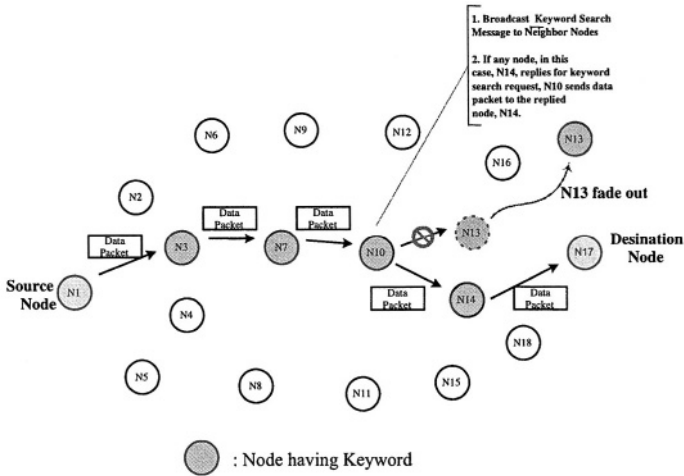 1. Broadcast Keyword Search
Message to Neighbor Nodes
2. If any node, in this
case, N14, replies for keyword
search request, N10 sends data
packet to the replied
node, N14.
N6
N9
N12
N13
N16
N13 fade out
N2
Data
Packet
Data
Packet
Data
Packet
N3
N7
N10
N13
N17
Desination
Node
Source
Node
N1
Data
Packet
N14
Data
Packet
N4
N18
N5
N8
N11
N15
: Node having Keyword